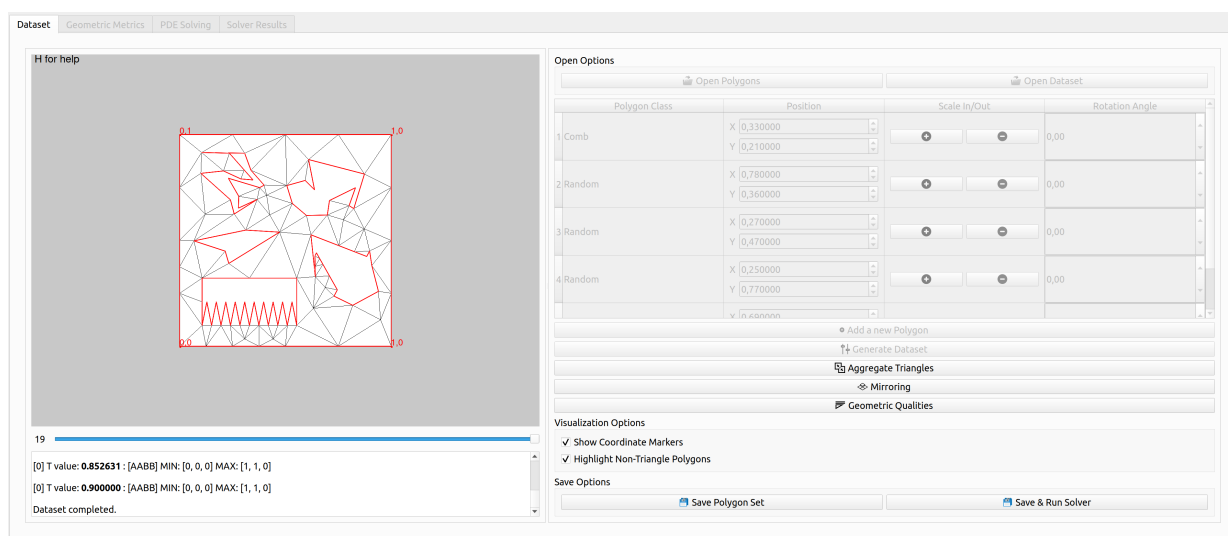 Dataset Geometric Metrics PDE Solving Solver Results
H for help
0,1 1,0
0,0 1,0
19
[0] T value: 0.852631 : [AABB] MIN: [0, 0, 0] MAX: [1, 1, 0]
[0] T value: 0.900000 : [AABB] MIN: [0, 0, 0] MAX: [1, 1, 0]
Dataset completed.
Open Options
Open Polygons Open Dataset
Polygon Class Position Scale In/Out Rotation Angle
X 0,330000
1 Comb 0,00
Y 0,210000
X 0,780000
2 Random 0,00
Y 0,360000
X 0,270000
3 Random 0,00
Y 0,470000
X 0,250000
4 Random 0,00
Y 0,770000
0,690000
Add a new Polygon
Generate Dataset
Aggregate Triangles
Mirroring
Geometric Qualities
Visualization Options
Show Coordinate Markers
Highlight Non-Triangle Polygons
Save Options
Save Polygon Set Save & Run Solver